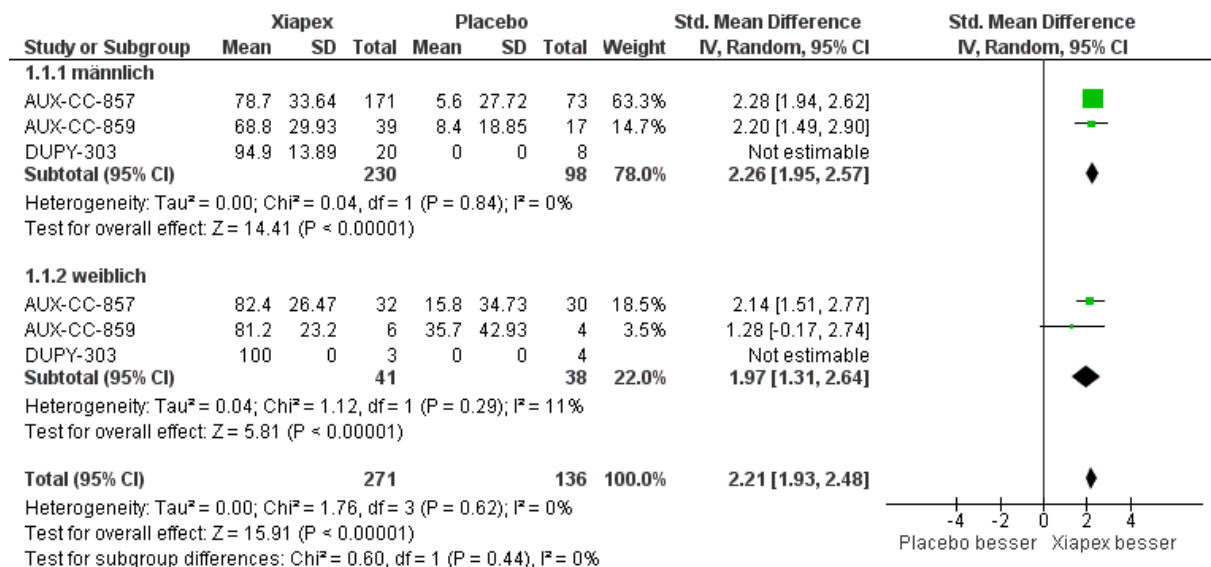 Xiapex Placebo Std. Mean Difference Std. Mean Difference
Study or Subgroup Mean SD Total Mean SD Total Weight IV, Random, 95% CI IV, Random, 95% CI
1.1.1 männlich
AUX-CC-857 78.7 33.64 171 5.6 27.72 73 63.3% 2.28 [1.94, 2.62]
AUX-CC-859 68.8 29.93 39 8.4 18.85 17 14.7% 2.20 [1.49, 2.90]
DUPY-303 94.9 13.89 20 0 0 8 Not estimable
Subtotal (95% CI) 230 98 78.0% 2.26 [1.95, 2.57]
Heterogeneity: Tau² = 0.00; Chi² = 0.04, df = 1 (P = 0.84); I² = 0%
Test for overall effect: Z = 14.41 (P < 0.00001)
1.1.2 weiblich
AUX-CC-857 82.4 26.47 32 15.8 34.73 30 18.5% 2.14 [1.51, 2.77]
AUX-CC-859 81.2 23.2 6 35.7 42.93 4 3.5% 1.28 [-0.17, 2.74]
DUPY-303 100 0 3 0 0 4 Not estimable
Subtotal (95% CI) 41 38 22.0% 1.97 [1.31, 2.64]
Heterogeneity: Tau² = 0.04; Chi² = 1.12, df = 1 (P = 0.29); I² = 11%
Test for overall effect: Z = 5.81 (P < 0.00001)
Total (95% CI) 271 136 100.0% 2.21 [1.93, 2.48]
Heterogeneity: Tau² = 0.00; Chi² = 1.76, df = 3 (P = 0.62); I² = 0%
Test for overall effect: Z = 15.91 (P < 0.00001)
Test for subgroup differences: Chi² = 0.60, df = 1 (P = 0.44), I² = 0%
-4 -2 0 2 4
Placebo besser Xiapex besser